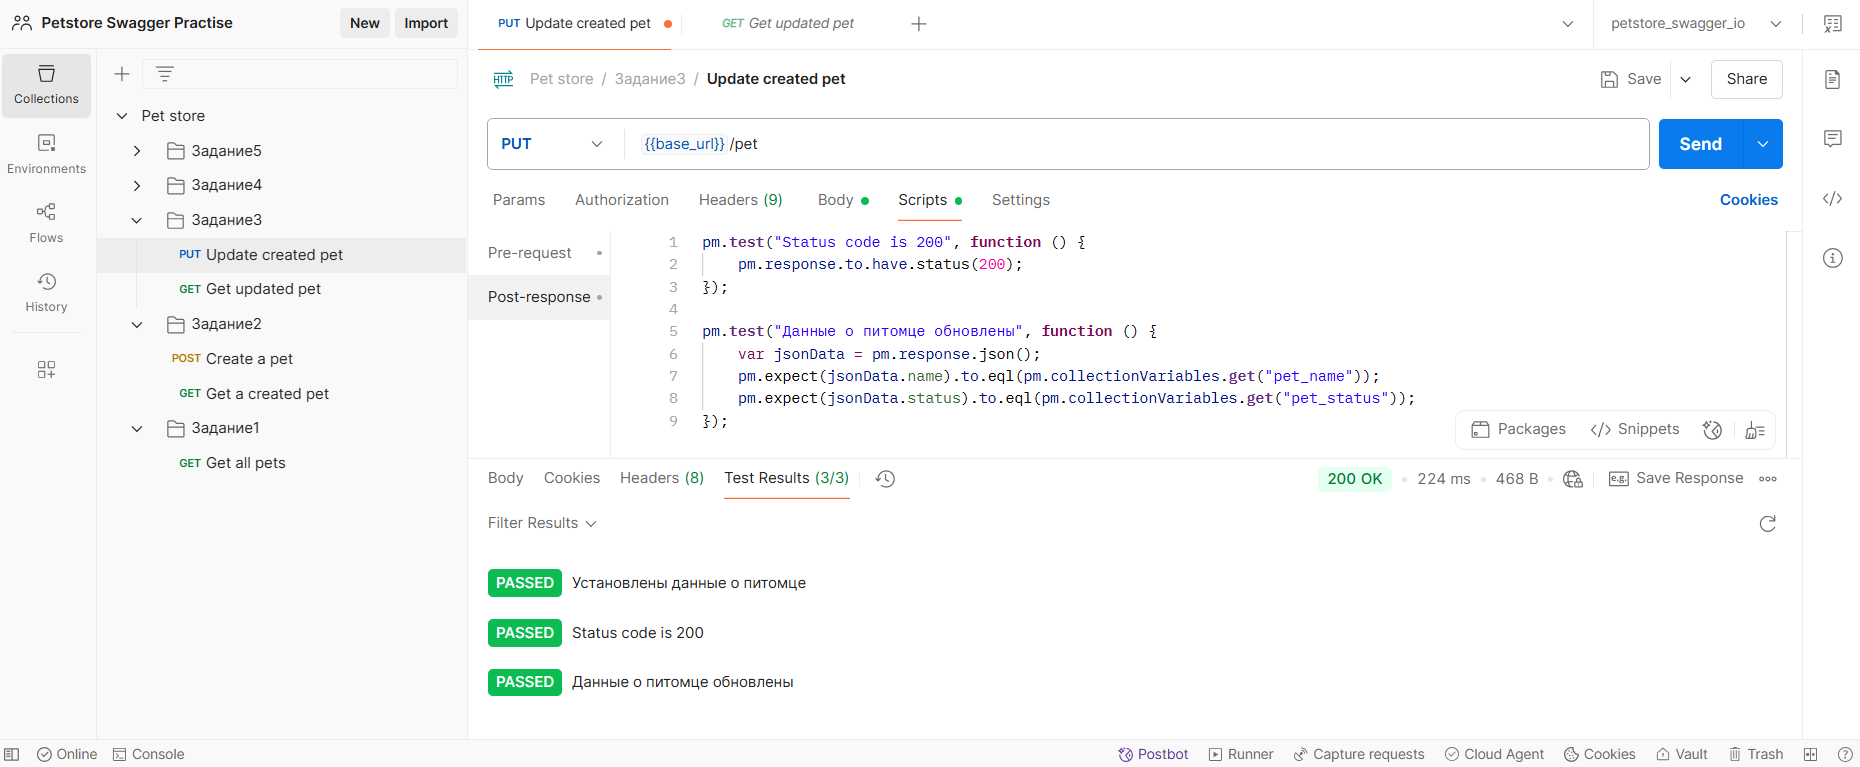 Petstore Swagger Practise
New
Import
PUT Update created pet
GET Get updated pet
petstore_swagger_io
Collections
Environments
Flows
History
Pet store
Задание5
Задание4
Задание3
PUT Update created pet
GET Get updated pet
Задание2
POST Create a pet
GET Get a created pet
Задание1
GET Get all pets
HTTP Pet store / Задание3 / Update created pet
Save
Share
PUT
{{base_url}} /pet
Send
Params
Authorization
Headers (9)
Body
Scripts
Settings
Cookies
Pre-request
Post-response
1 pm.test("Status code is 200", function () {
2 pm.response.to.have.status(200);
3 });
4
5 pm.test("Данные о питомце обновлены", function () {
6 var jsonData = pm.response.json();
7 pm.expect(jsonData.name).to.eql(pm.collectionVariables.get("pet_name"));
8 pm.expect(jsonData.status).to.eql(pm.collectionVariables.get("pet_status"));
9 });
Packages
Snippets
Body
Cookies
Headers (8)
Test Results (3/3)
200 OK
224 ms
468 B
e.g. Save Response
Filter Results
PASSED Установлены данные о питомце
PASSED Status code is 200
PASSED Данные о питомце обновлены
Online
Console
Postbot
Runner
Capture requests
Cloud Agent
Cookies
Vault
Trash